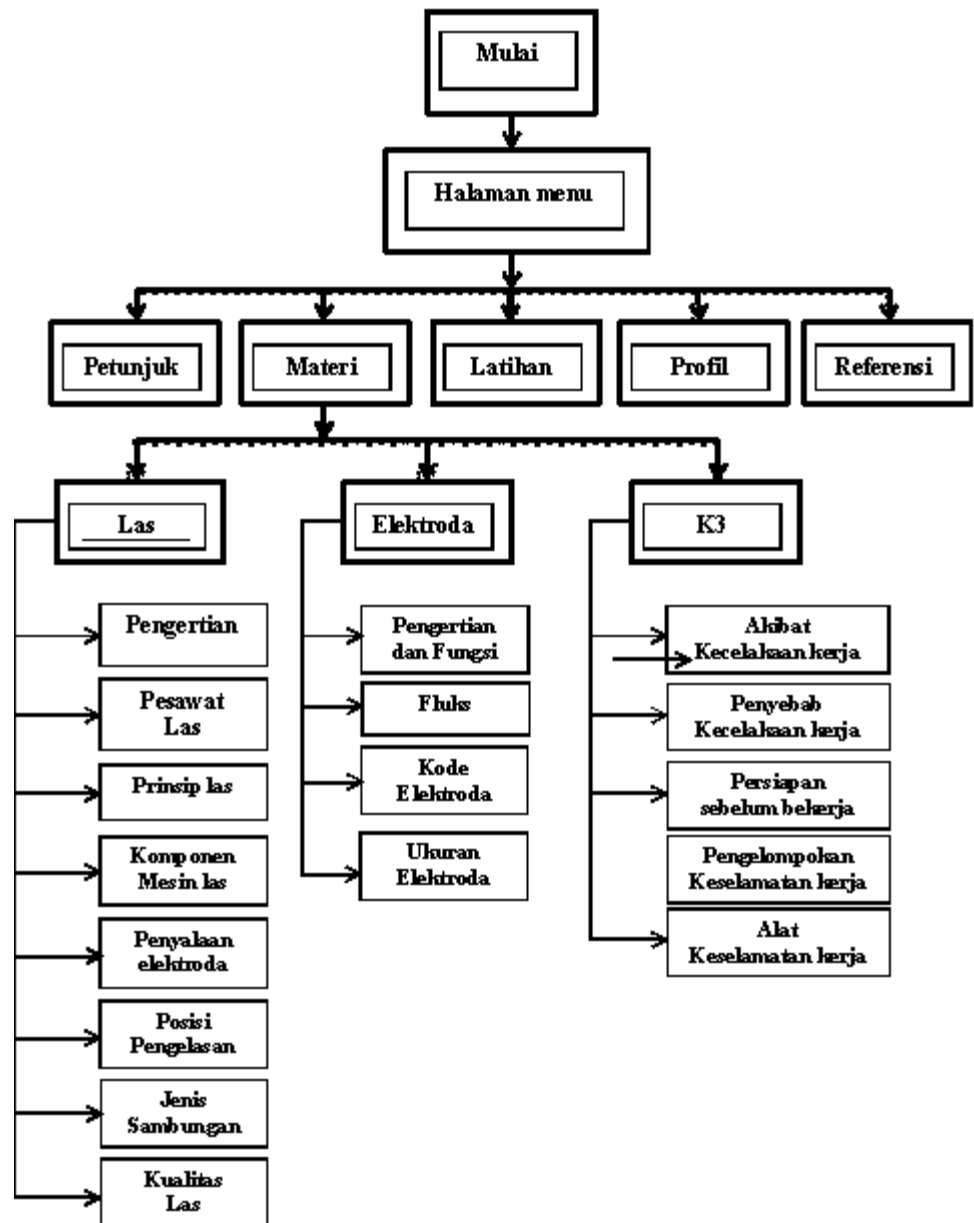 Mulai
Halaman menu
Petunjuk
Materi
Latihan
Profil
Referensi
Las
Elektroda
K3
Pengertian
Pesawat
Las
Prinsip las
Komponen
Mesin las
Penyalaan
elektroda
Posisi
Pengelasan
Jenis
Sambungan
Kualitas
Las
Pengertian
dan Fungsi
Fluks
Kode
Elektroda
Ukuran
Elektroda
Akibat
Kecelakaan kerja
Penyebab
Kecelakaan kerja
Persiapan
sebelum bekerja
Pengelompokan
Keselamatan kerja
Alat
Keselamatan kerja